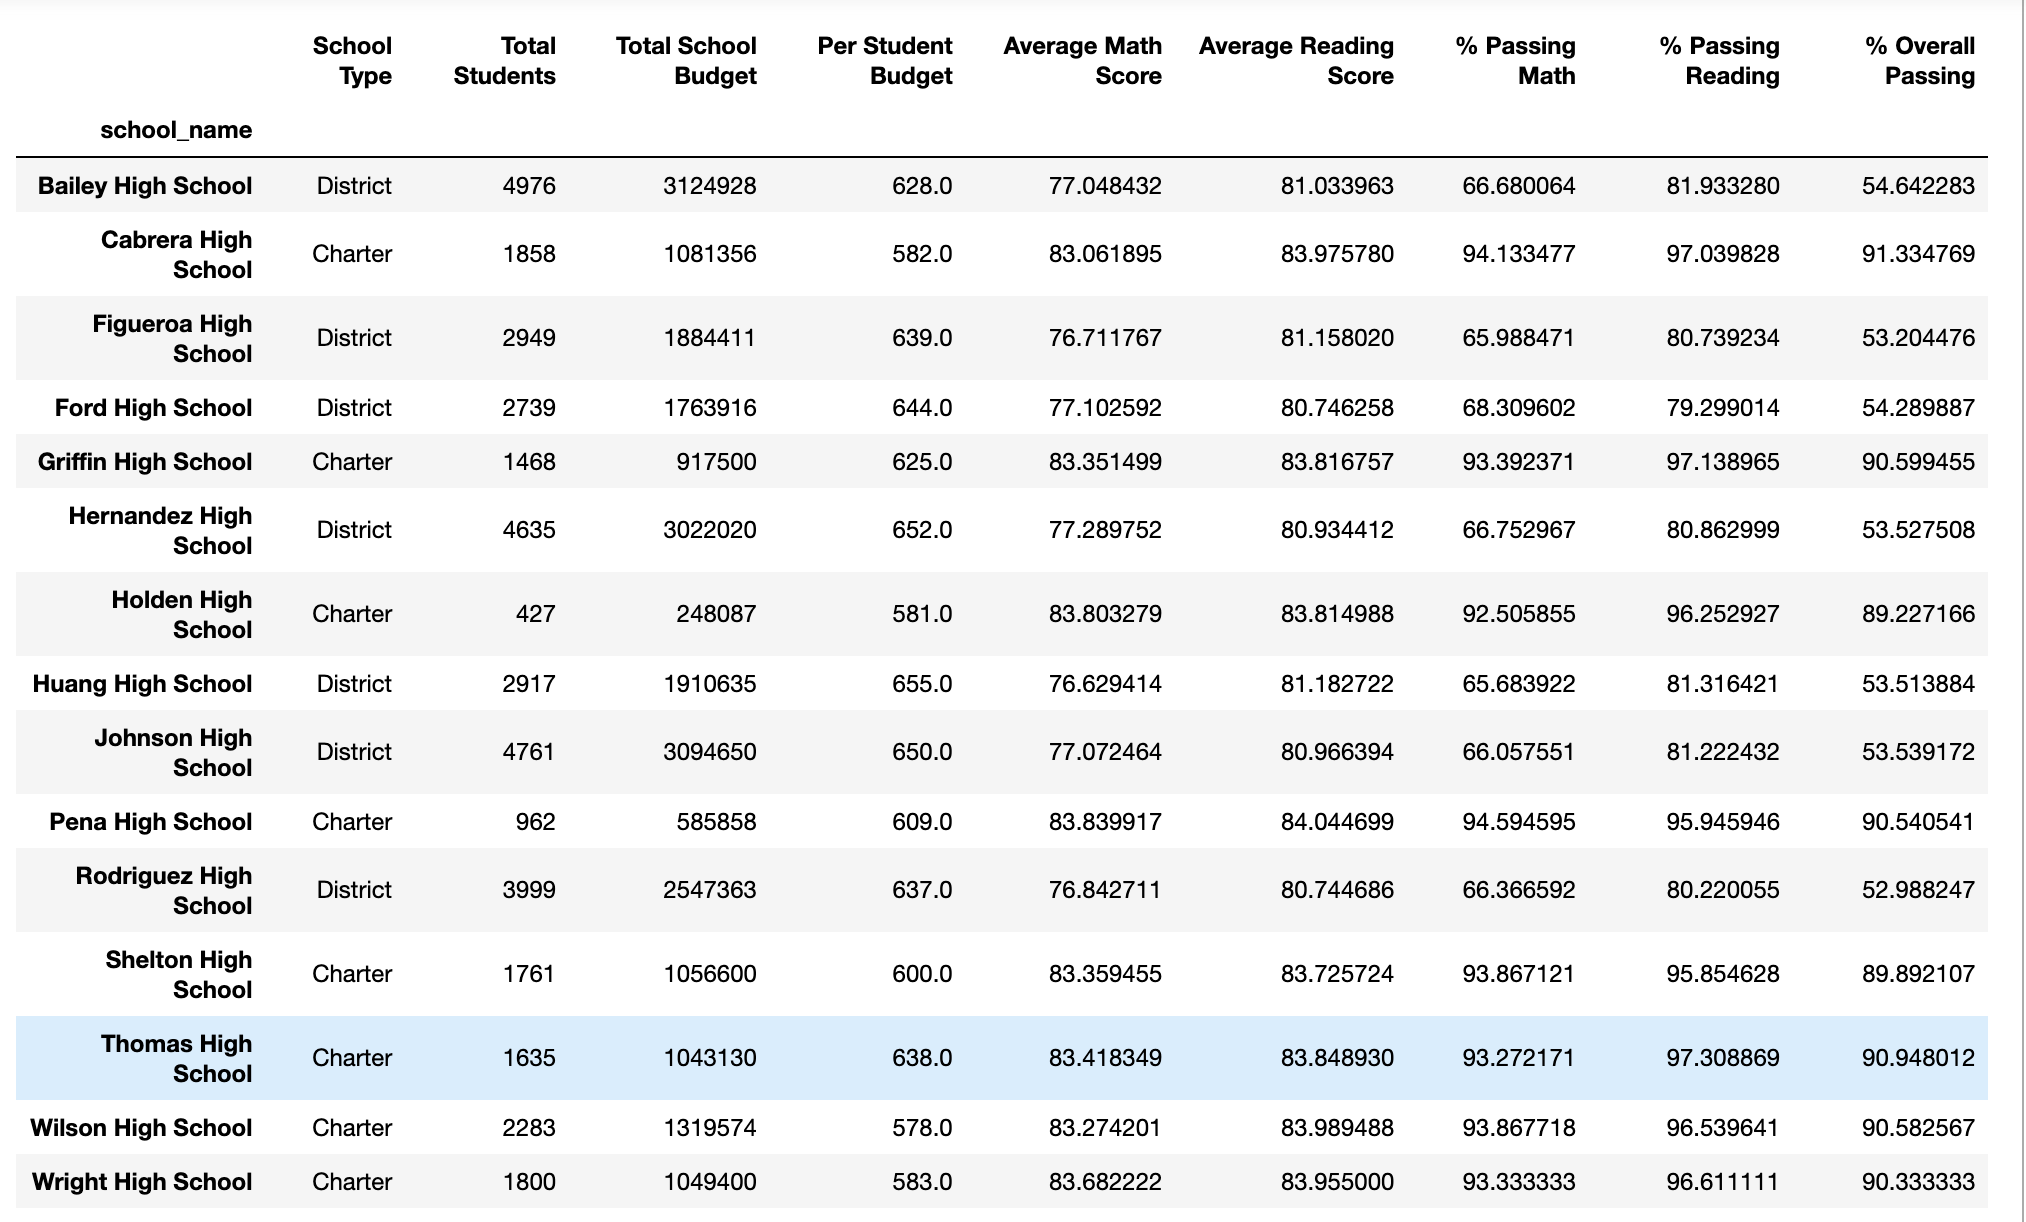 School Type Total Students Total School Budget Per Student Budget Average Math Score Average Reading Score % Passing Math % Passing Reading % Overall Passing
school_name
Bailey High School District 4976 3124928 628.0 77.048432 81.033963 66.680064 81.933280 54.642283
Cabrera High School Charter 1858 1081356 582.0 83.061895 83.975780 94.133477 97.039828 91.334769
Figueroa High School District 2949 1884411 639.0 76.711767 81.158020 65.988471 80.739234 53.204476
Ford High School District 2739 1763916 644.0 77.102592 80.746258 68.309602 79.299014 54.289887
Griffin High School Charter 1468 917500 625.0 83.351499 83.816757 93.392371 97.138965 90.599455
Hernandez High School District 4635 3022020 652.0 77.289752 80.934412 66.752967 80.862999 53.527508
Holden High School Charter 427 248087 581.0 83.803279 83.814988 92.505855 96.252927 89.227166
Huang High School District 2917 1910635 655.0 76.629414 81.182722 65.683922 81.316421 53.513884
Johnson High School District 4761 3094650 650.0 77.072464 80.966394 66.057551 81.222432 53.539172
Pena High School Charter 962 585858 609.0 83.839917 84.044699 94.594595 95.945946 90.540541
Rodriguez High School District 3999 2547363 637.0 76.842711 80.744686 66.366592 80.220055 52.988247
Shelton High School Charter 1761 1056600 600.0 83.359455 83.725724 93.867121 95.854628 89.892107
Thomas High School Charter 1635 1043130 638.0 83.418349 83.848930 93.272171 97.308869 90.948012
Wilson High School Charter 2283 1319574 578.0 83.274201 83.989488 93.867718 96.539641 90.582567
Wright High School Charter 1800 1049400 583.0 83.682222 83.955000 93.333333 96.611111 90.333333